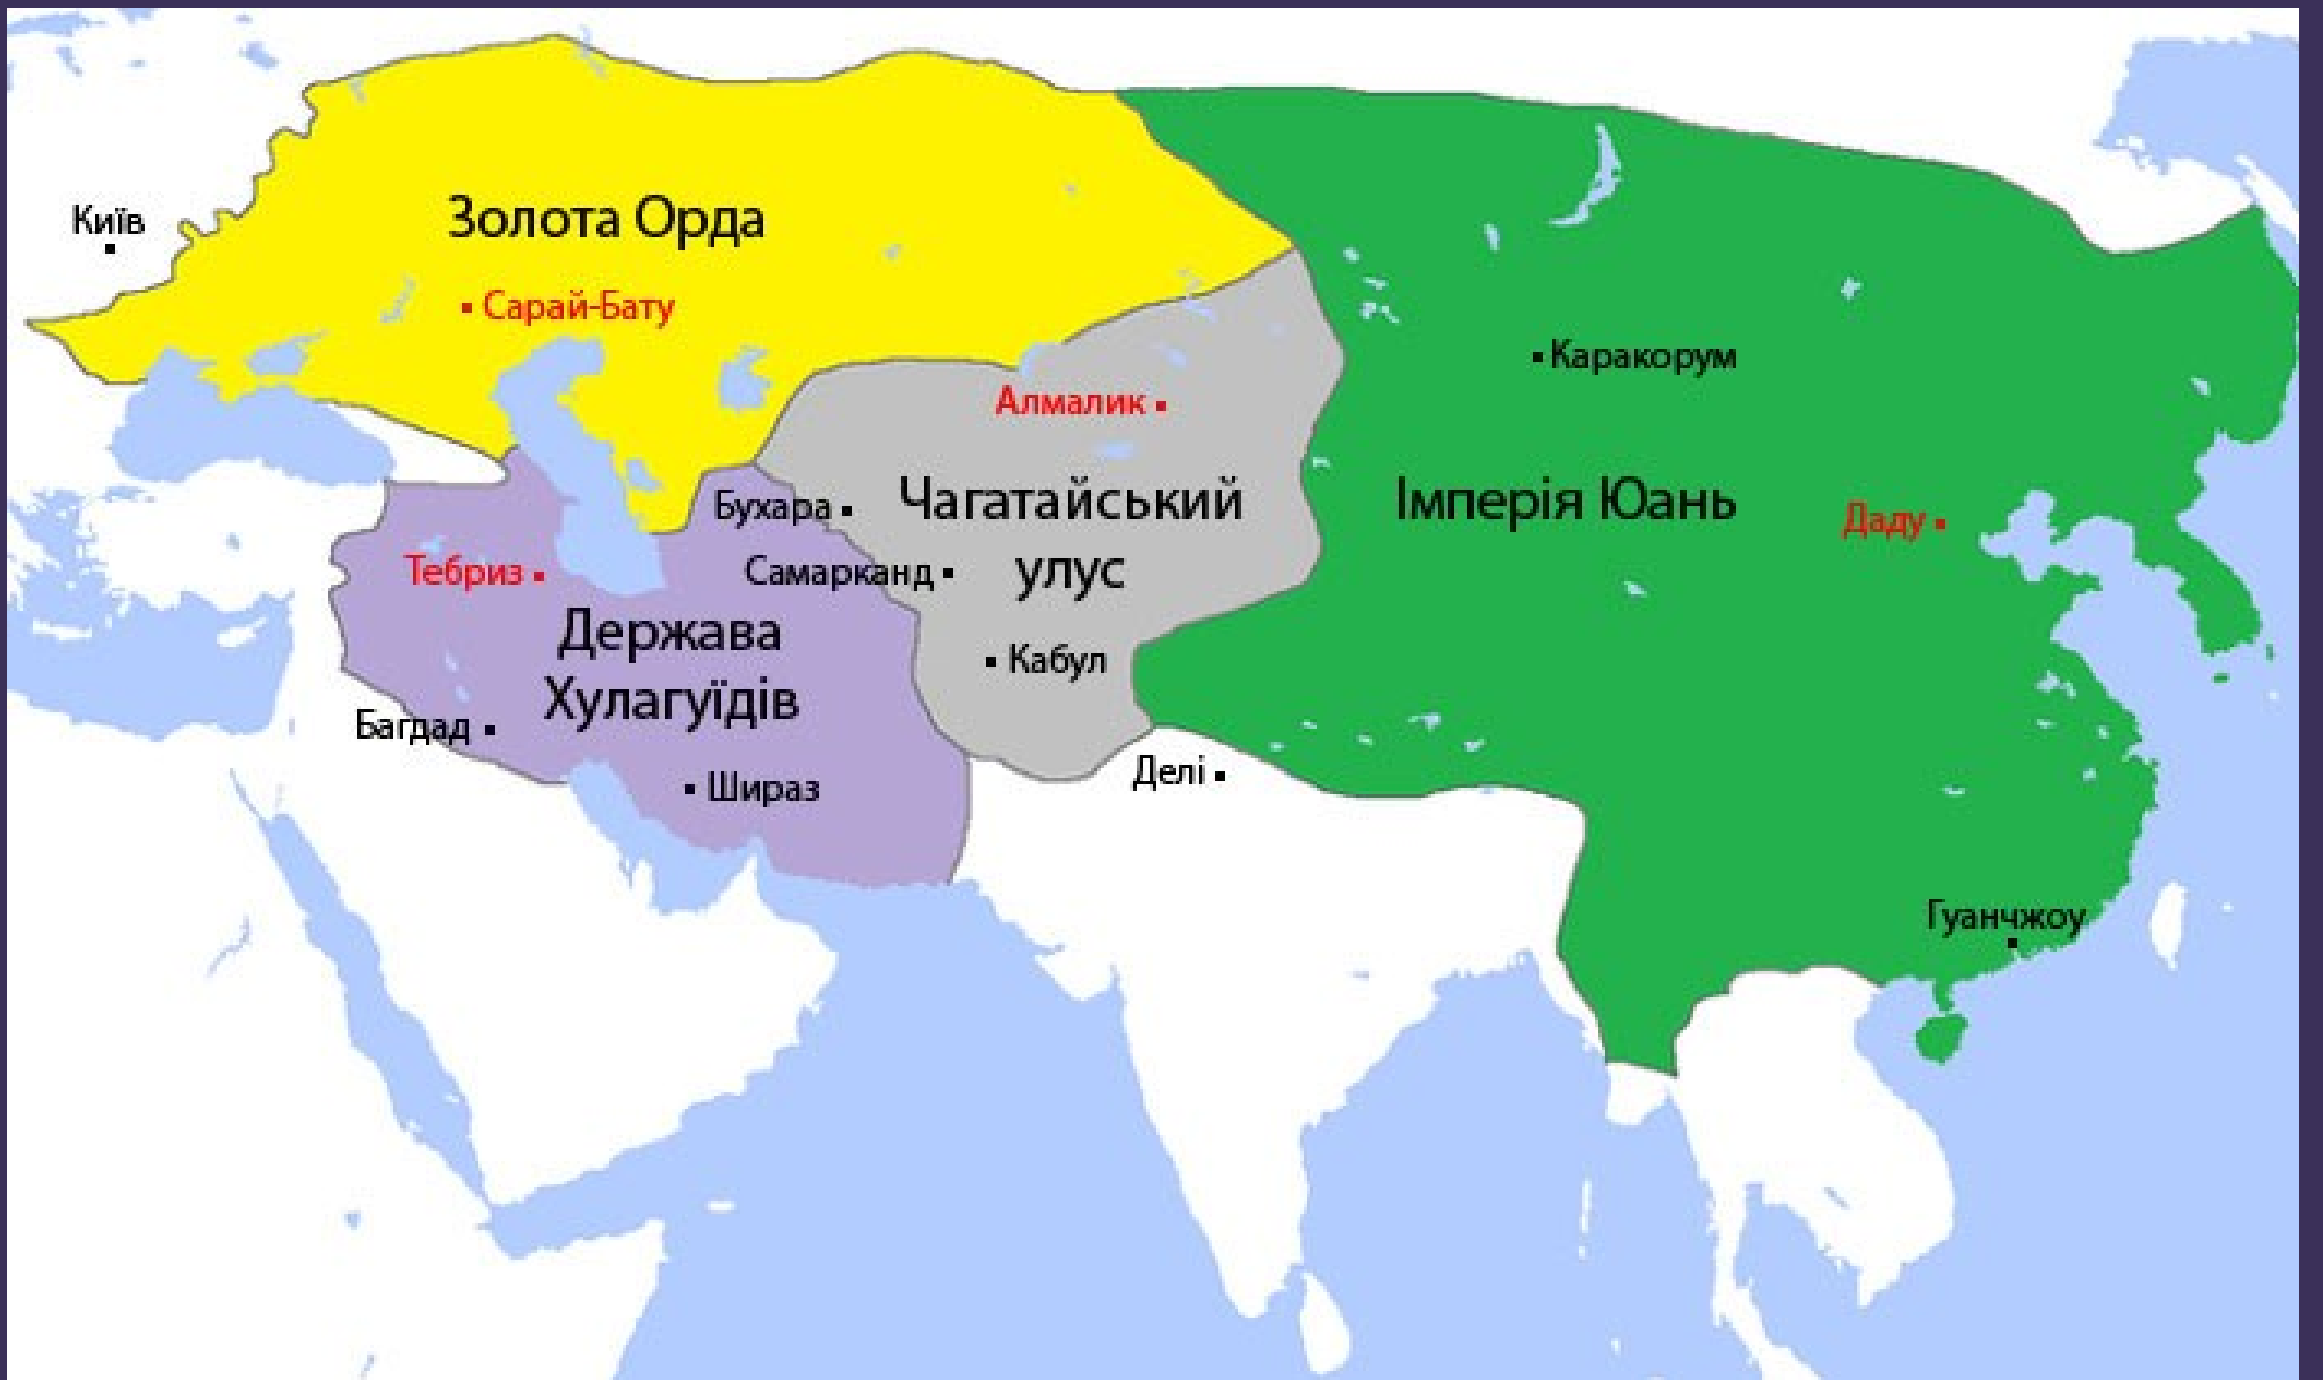 Київ
Золота Орда
Сарай-Бату
Каракорум
Алмалик
Бухара
Чагатайський
улус
Імперія Юань
Даду
Тебриз
Самарканд
Держава
Хулагуїдів
Кабул
Багдад
Шираз
Делі
Гуанчжоу